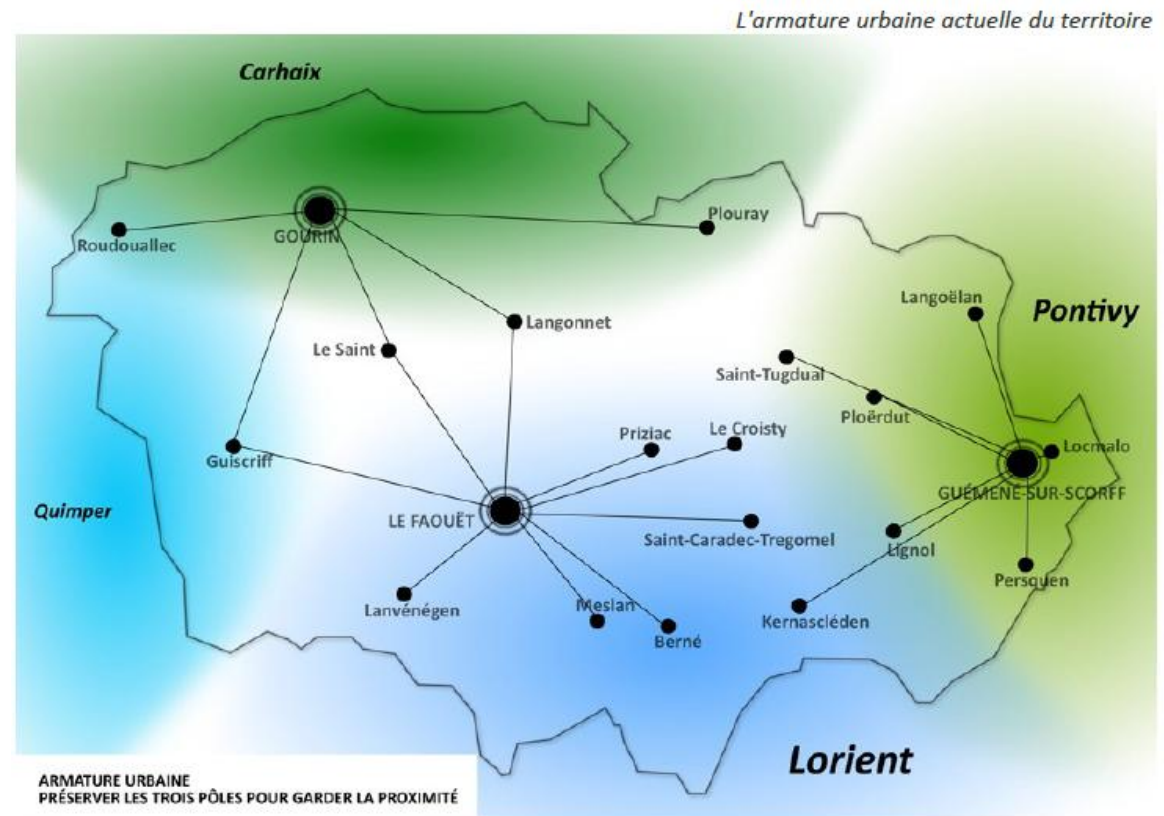 L'armature urbaine actuelle du territoire
Carhaix
Plouray
Roudouallec
GOURIN
Langoëlan
Pontivy
Langonnet
Le Saint
Saint-Tugdual
Ploërdut
Priziac
Le Croisty
Locmalo
Guiscriff
GUÉMENÉ-SUR-SCORFF
Quimper
LE FAOUËT
Saint-Caradec-Tregomel
Lignol
Persquen
Lanvénégen
Meslan
Kernascléden
Berné
Lorient
ARMATURE URBAINE
PRÉSERVER LES TROIS PÔLES POUR GARDER LA PROXIMITÉ